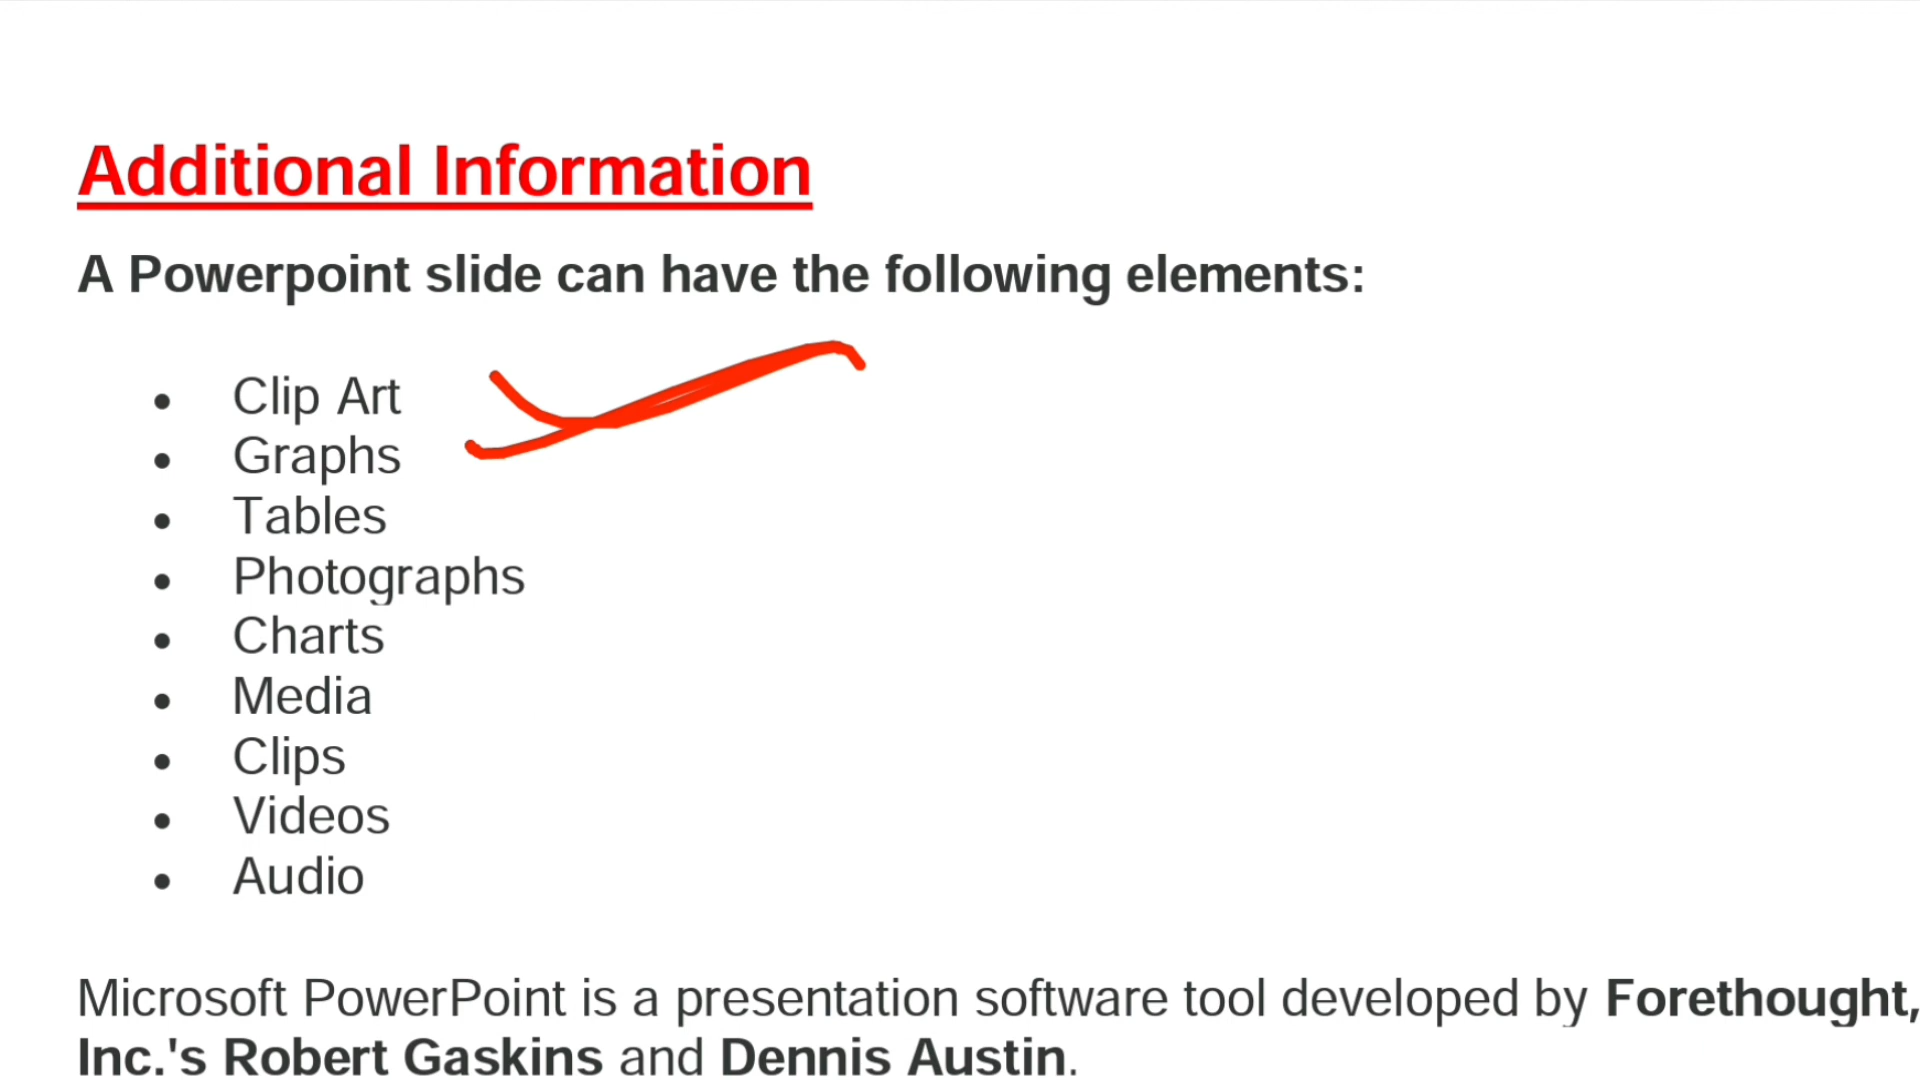 Additional Information
A Powerpoint slide can have the following elements:
• Clip Art
• Graphs
• Tables
• Photographs
• Charts
• Media
• Clips
• Videos
• Audio
Microsoft PowerPoint is a presentation software tool developed by Forethought,
Inc.'s Robert Gaskins and Dennis Austin.